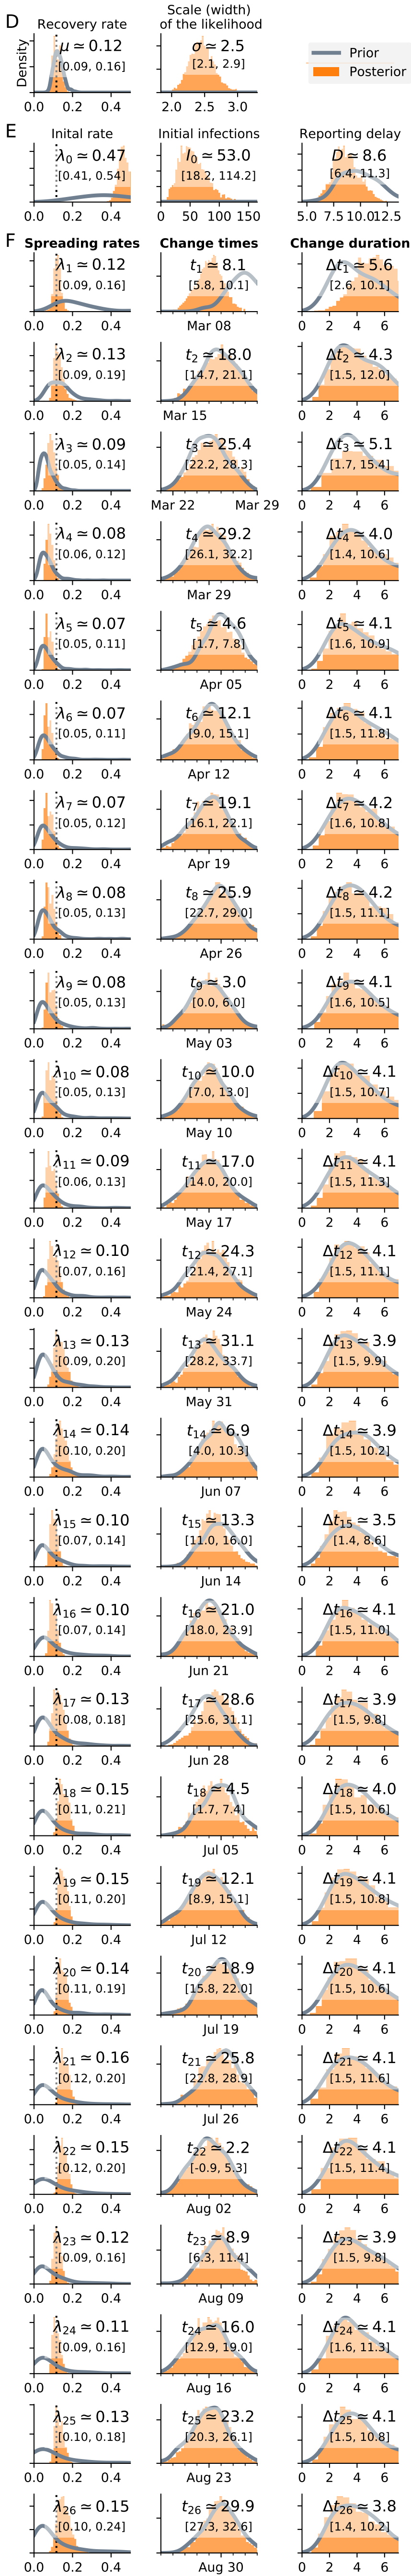 D
Recovery rate
Scale (width)
of the likelihood
Density
μ ≃ 0.12
[0.09, 0.16]
σ ≃ 2.5
[2.1, 2.9]
Prior
Posterior
0.0 0.2 0.4
2.0 2.5 3.0
E
Inital rate
Initial infections
Reporting delay
λ0 ≃ 0.47
[0.41, 0.54]
I0 ≃ 53.0
[18.2, 114.2]
D ≃ 8.6
[6.4, 11.3]
0.0 0.2 0.4
0 50 100 150
5.0 7.5 10.0 12.5
F
Spreading rates
Change times
Change duration
λ1 ≃ 0.12
[0.09, 0.16]
t1 ≃ 8.1
[5.8, 10.1]
Δt1 ≃ 5.6
[2.6, 10.1]
0.0 0.2 0.4
Mar 08
0 2 4 6
λ2 ≃ 0.13
[0.09, 0.19]
t2 ≃ 18.0
[14.7, 21.1]
Δt2 ≃ 4.3
[1.5, 12.0]
0.0 0.2 0.4
Mar 15
0 2 4 6
λ3 ≃ 0.09
[0.05, 0.14]
t3 ≃ 25.4
[22.2, 28.3]
Δt3 ≃ 5.1
[1.7, 15.4]
0.0 0.2 0.4
Mar 22 Mar 29
0 2 4 6
λ4 ≃ 0.08
[0.06, 0.12]
t4 ≃ 29.2
[26.1, 32.2]
Δt4 ≃ 4.0
[1.4, 10.6]
0.0 0.2 0.4
Mar 29
0 2 4 6
λ5 ≃ 0.07
[0.05, 0.11]
t5 ≃ 4.6
[1.7, 7.8]
Δt5 ≃ 4.1
[1.6, 10.9]
0.0 0.2 0.4
Apr 05
0 2 4 6
λ6 ≃ 0.07
[0.05, 0.11]
t6 ≃ 12.1
[9.0, 15.1]
Δt6 ≃ 4.1
[1.5, 11.8]
0.0 0.2 0.4
Apr 12
0 2 4 6
λ7 ≃ 0.07
[0.05, 0.12]
t7 ≃ 19.1
[16.1, 22.1]
Δt7 ≃ 4.2
[1.6, 10.8]
0.0 0.2 0.4
Apr 19
0 2 4 6
λ8 ≃ 0.08
[0.05, 0.13]
t8 ≃ 25.9
[22.7, 29.0]
Δt8 ≃ 4.2
[1.5, 11.1]
0.0 0.2 0.4
Apr 26
0 2 4 6
λ9 ≃ 0.08
[0.05, 0.13]
t9 ≃ 3.0
[0.0, 6.0]
Δt9 ≃ 4.1
[1.6, 10.5]
0.0 0.2 0.4
May 03
0 2 4 6
λ10 ≃ 0.08
[0.05, 0.13]
t10 ≃ 10.0
[7.0, 13.0]
Δt10 ≃ 4.1
[1.5, 10.7]
0.0 0.2 0.4
May 10
0 2 4 6
λ11 ≃ 0.09
[0.06, 0.13]
t11 ≃ 17.0
[14.0, 20.0]
Δt11 ≃ 4.1
[1.5, 11.3]
0.0 0.2 0.4
May 17
0 2 4 6
λ12 ≃ 0.10
[0.07, 0.16]
t12 ≃ 24.3
[21.4, 27.1]
Δt12 ≃ 4.1
[1.5, 11.1]
0.0 0.2 0.4
May 24
0 2 4 6
λ13 ≃ 0.13
[0.09, 0.20]
t13 ≃ 31.1
[28.2, 33.7]
Δt13 ≃ 3.9
[1.5, 9.9]
0.0 0.2 0.4
May 31
0 2 4 6
λ14 ≃ 0.14
[0.10, 0.20]
t14 ≃ 6.9
[4.0, 10.3]
Δt14 ≃ 3.9
[1.5, 10.2]
0.0 0.2 0.4
Jun 07
0 2 4 6
λ15 ≃ 0.10
[0.07, 0.14]
t15 ≃ 13.3
[11.0, 16.0]
Δt15 ≃ 3.5
[1.4, 8.6]
0.0 0.2 0.4
Jun 14
0 2 4 6
λ16 ≃ 0.10
[0.07, 0.14]
t16 ≃ 21.0
[18.0, 23.9]
Δt16 ≃ 4.1
[1.5, 11.0]
0.0 0.2 0.4
Jun 21
0 2 4 6
λ17 ≃ 0.13
[0.08, 0.18]
t17 ≃ 28.6
[25.6, 31.1]
Δt17 ≃ 3.9
[1.5, 9.8]
0.0 0.2 0.4
Jun 28
0 2 4 6
λ18 ≃ 0.15
[0.11, 0.21]
t18 ≃ 4.5
[1.7, 7.4]
Δt18 ≃ 4.0
[1.5, 10.6]
0.0 0.2 0.4
Jul 05
0 2 4 6
λ19 ≃ 0.15
[0.11, 0.20]
t19 ≃ 12.1
[8.9, 15.1]
Δt19 ≃ 4.1
[1.5, 10.8]
0.0 0.2 0.4
Jul 12
0 2 4 6
λ20 ≃ 0.14
[0.11, 0.19]
t20 ≃ 18.9
[15.8, 22.0]
Δt20 ≃ 4.1
[1.5, 10.6]
0.0 0.2 0.4
Jul 19
0 2 4 6
λ21 ≃ 0.16
[0.12, 0.20]
t21 ≃ 25.8
[22.8, 28.9]
Δt21 ≃ 4.1
[1.5, 11.6]
0.0 0.2 0.4
Jul 26
0 2 4 6
λ22 ≃ 0.15
[0.12, 0.20]
t22 ≃ 2.2
[-0.9, 5.3]
Δt22 ≃ 4.1
[1.5, 11.4]
0.0 0.2 0.4
Aug 02
0 2 4 6
λ23 ≃ 0.12
[0.09, 0.16]
t23 ≃ 8.9
[6.3, 11.4]
Δt23 ≃ 3.9
[1.5, 9.8]
0.0 0.2 0.4
Aug 09
0 2 4 6
λ24 ≃ 0.11
[0.09, 0.16]
t24 ≃ 16.0
[12.9, 19.0]
Δt24 ≃ 4.1
[1.6, 11.3]
0.0 0.2 0.4
Aug 16
0 2 4 6
λ25 ≃ 0.13
[0.10, 0.18]
t25 ≃ 23.2
[20.3, 26.1]
Δt25 ≃ 4.1
[1.5, 10.8]
0.0 0.2 0.4
Aug 23
0 2 4 6
λ26 ≃ 0.15
[0.10, 0.24]
t26 ≃ 29.9
[27.3, 32.6]
Δt26 ≃ 3.8
[1.4, 10.2]
0.0 0.2 0.4
Aug 30
0 2 4 6